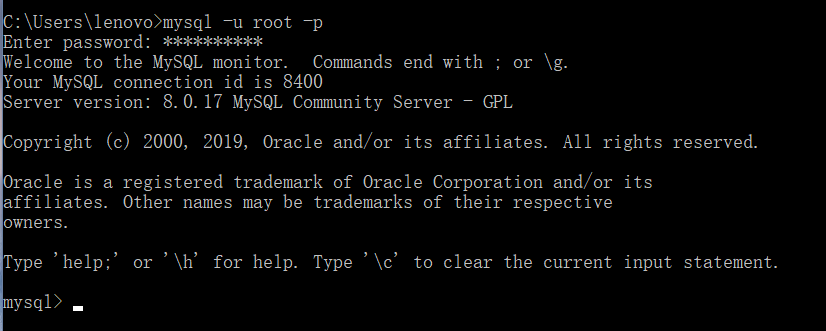 C:\Users\lenovo>mysql -u root -p
Enter password: **********
Welcome to the MySQL monitor.  Commands end with ; or \g.
Your MySQL connection id is 8400
Server version: 8.0.17 MySQL Community Server - GPL
Copyright (c) 2000, 2019, Oracle and/or its affiliates. All rights reserved.
Oracle is a registered trademark of Oracle Corporation and/or its
affiliates. Other names may be trademarks of their respective
owners.
Type 'help;' or '\h' for help. Type '\c' to clear the current input statement.
mysql>